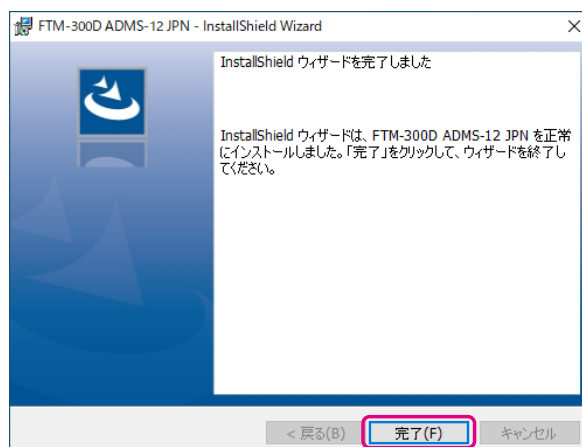 FTM-300D ADMS-12 JPN - InstallShield Wizard
InstallShield ウィザードを完了しました
InstallShield ウィザードは、FTM-300D ADMS-12 JPN を正常
にインストールしました。「完了」をクリックして、ウィザードを終了し
てください。
< 戻る(B)
完了(F)
キャンセル